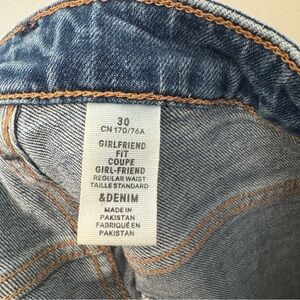 30
CN 170/76A
GIRLFRIEND
FIT
COUPE
GIRL-FRIEND
REGULAR WAIST
TAILLE STANDARD
&DENIM
MADE IN
PAKISTAN
FABRIQUÉ EN
PAKISTAN